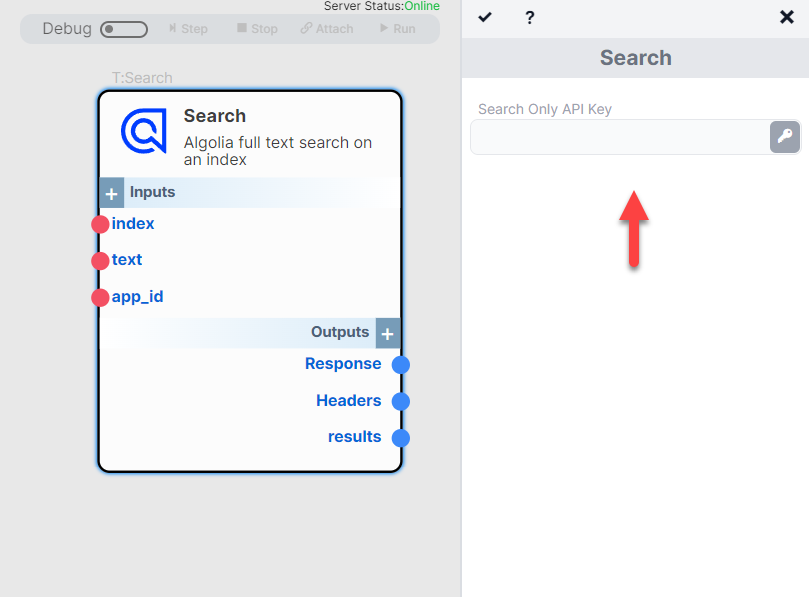 Server Status:Online
Debug
Step
Stop
Attach
Run
?
Search
Search Only API Key
T:Search
Search
Algolia full text search on
an index
+ Inputs
index
text
app_id
Outputs +
Response
Headers
results